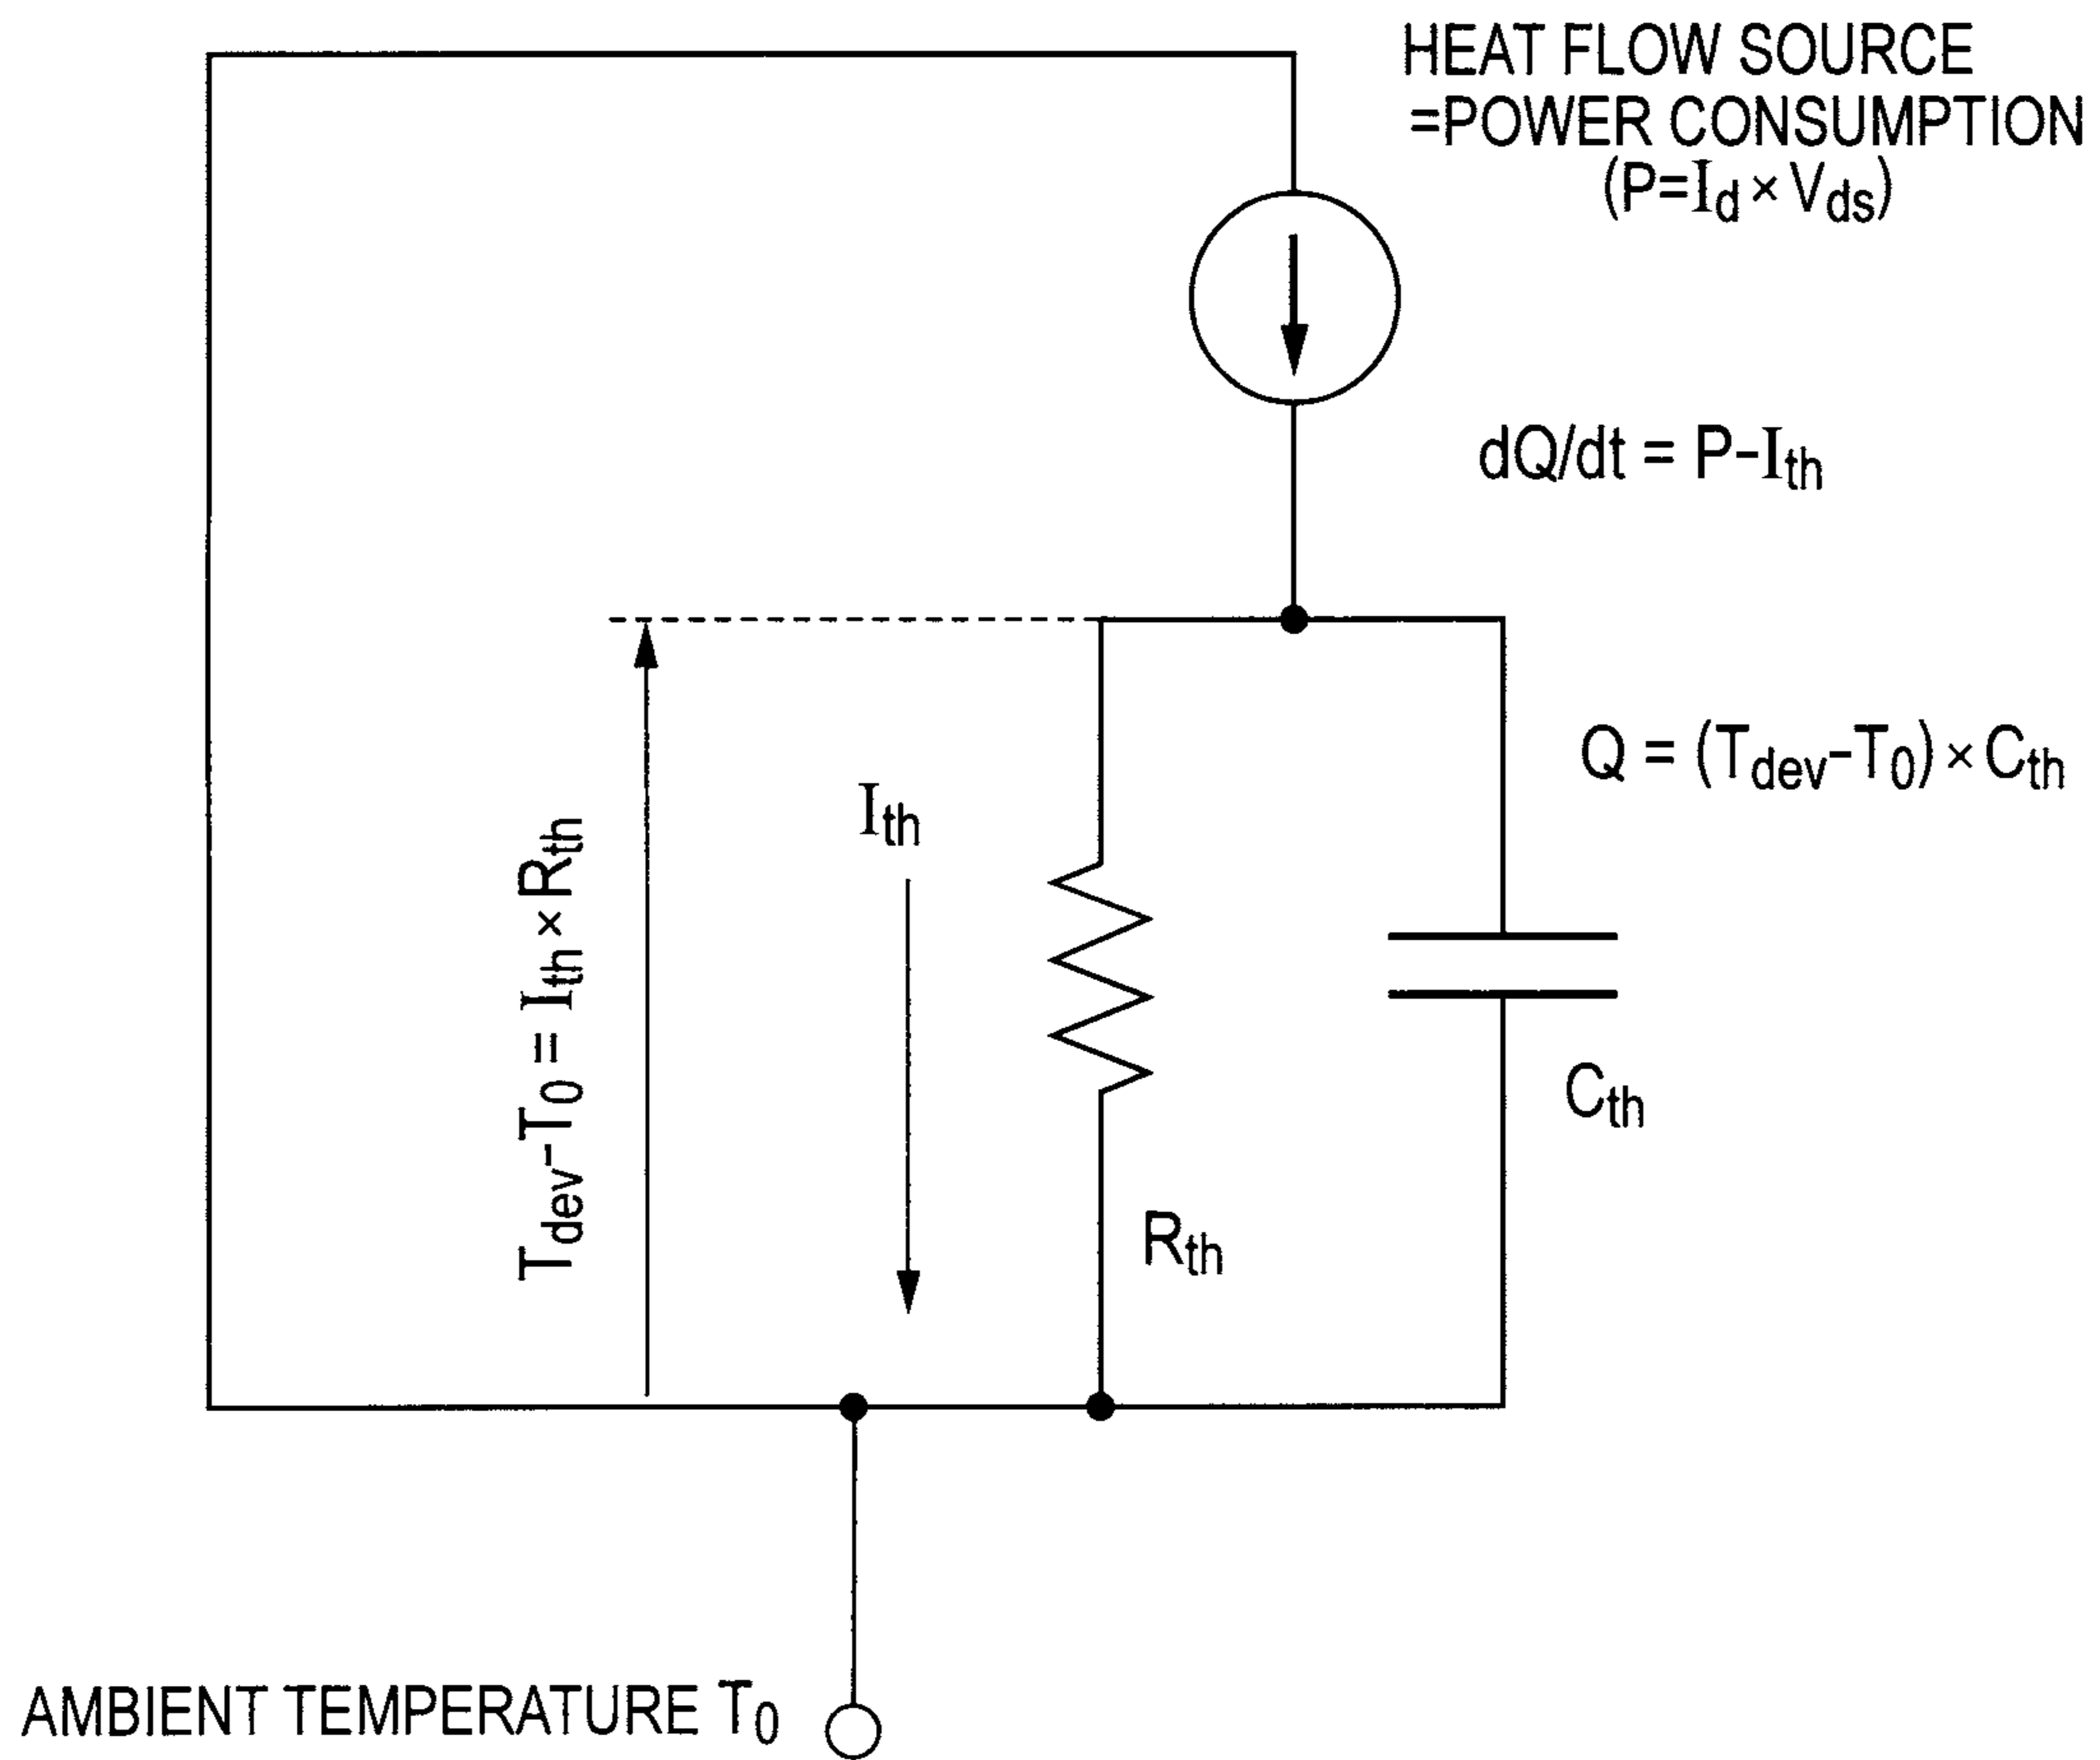 HEAT FLOW SOURCE
=POWER CONSUMPTION
(P=Id × Vds)
dQ/dt = P-Ith
Q = (Tdev-T0) × Cth
Ith
Tdev-T0 = Ith × Rth
Cth
Rth
AMBIENT TEMPERATURE T0